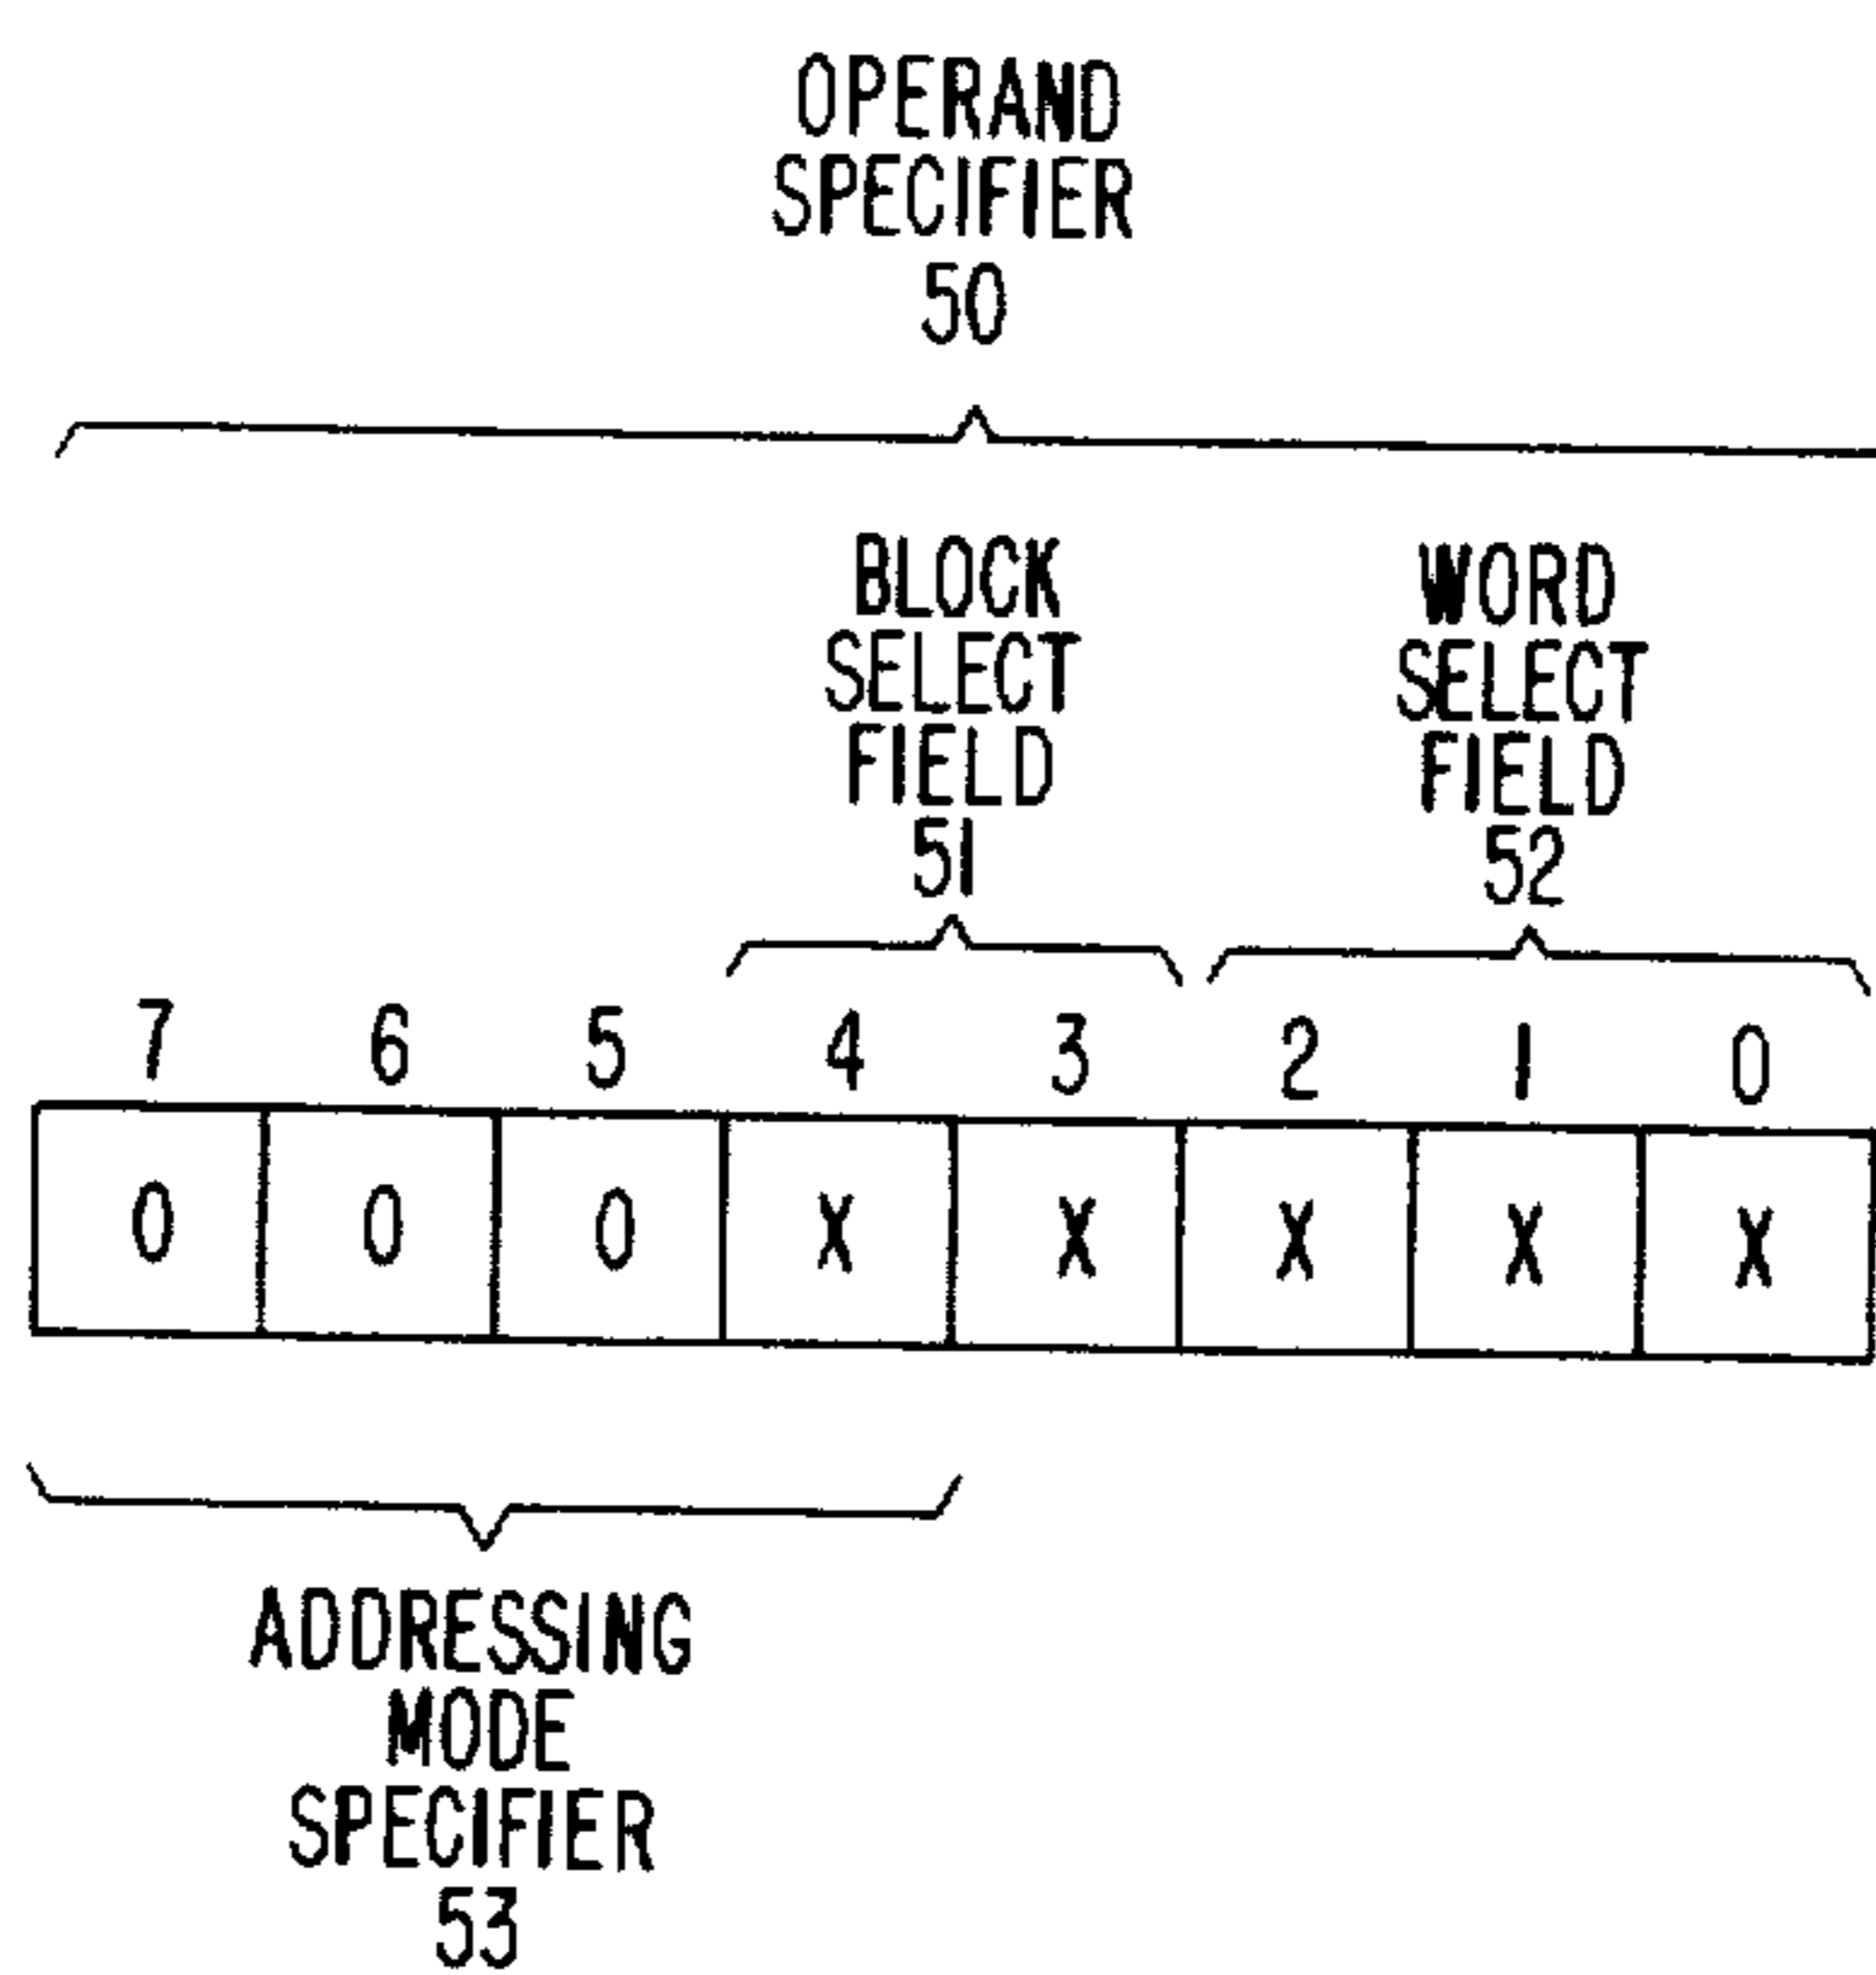 OPERAND
SPECIFIER
50
BLOCK
SELECT
FIELD
51
WORD
SELECT
FIELD
52
7 6 5 4 3 2 1 0
0 0 0 X X X X X
ADDRESSING
MODE
SPECIFIER
53